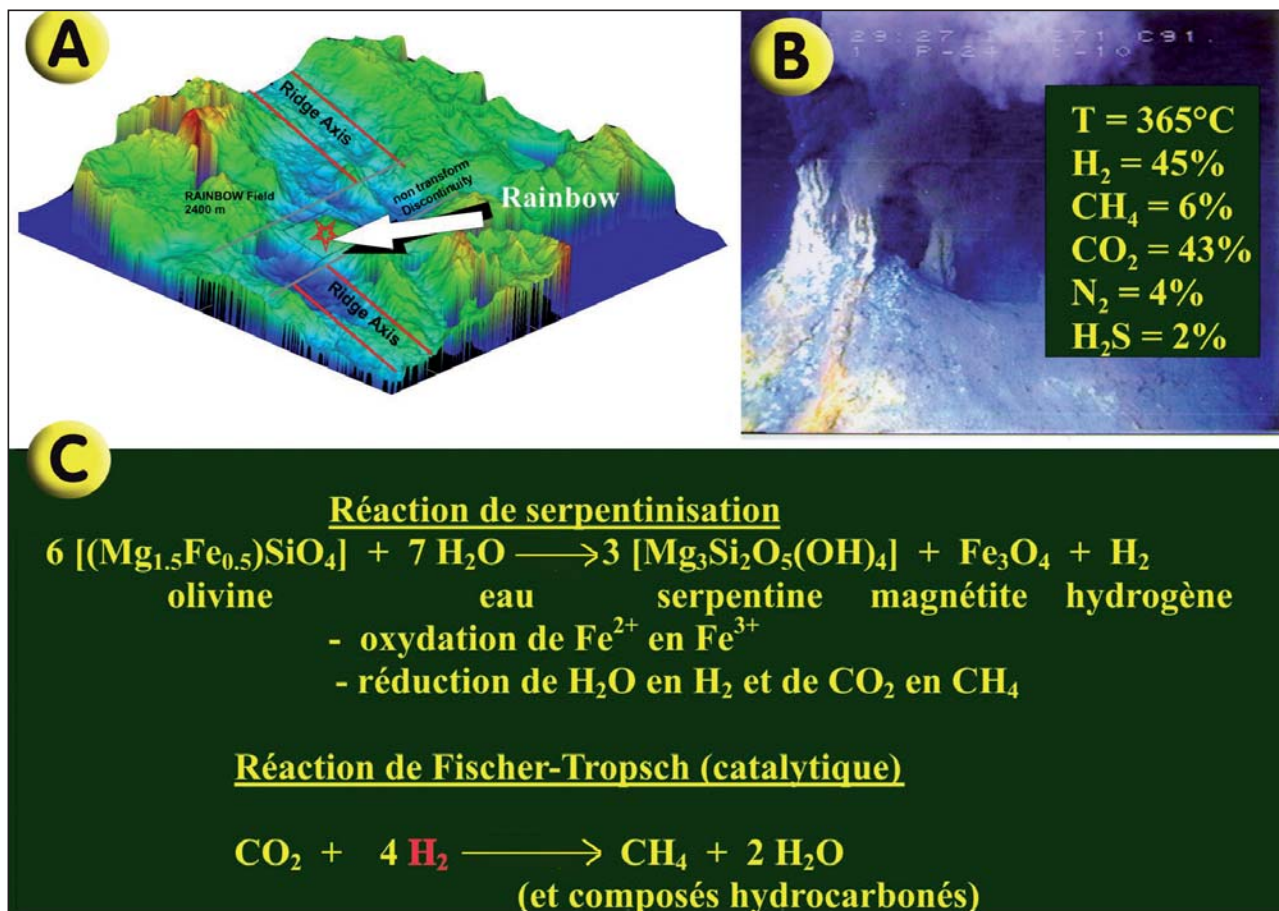 A
Ridge Axis
RAINBOW Field
2400 m
non transform
Discontinuity
Rainbow
Ridge Axis
B
T = 365°C
H₂ = 45%
CH₄ = 6%
CO₂ = 43%
N₂ = 4%
H₂S = 2%
C
Réaction de serpentinisation
6 [(Mg₁.₅Fe₀.₅)SiO₄] + 7 H₂O ⟶ 3 [Mg₃Si₂O₅(OH)₄] + Fe₃O₄ + H₂
olivine eau serpentine magnétite hydrogène
- oxydation de Fe²⁺ en Fe³⁺
- réduction de H₂O en H₂ et de CO₂ en CH₄
Réaction de Fischer-Tropsch (catalytique)
CO₂ + 4 H₂ ⟶ CH₄ + 2 H₂O
(et composés hydrocarbonés)